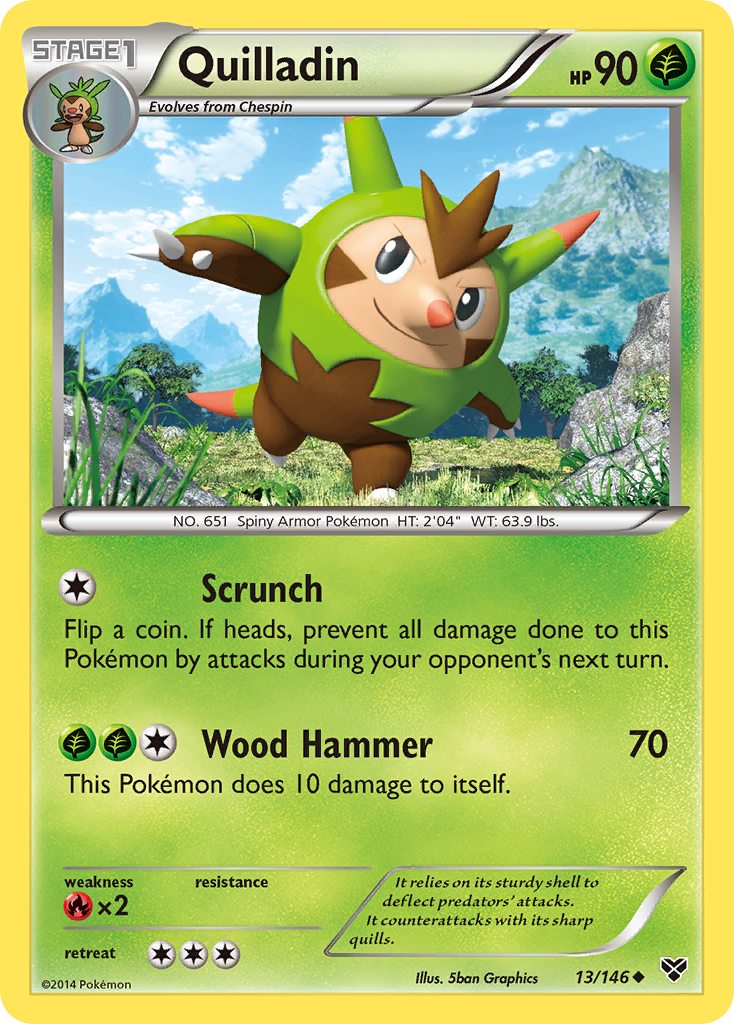 STAGE1
Quilladin
HP 90
Evolves from Chespin
NO. 651 Spiny Armor Pokémon HT: 2'04" WT: 63.9 lbs.
Scrunch
Flip a coin. If heads, prevent all damage done to this
Pokémon by attacks during your opponent's next turn.
Wood Hammer 70
This Pokémon does 10 damage to itself.
weakness resistance
×2
retreat
It relies on its sturdy shell to
deflect predators' attacks.
It counterattacks with its sharp
quills.
©2014 Pokémon
Illus. 5ban Graphics 13/146